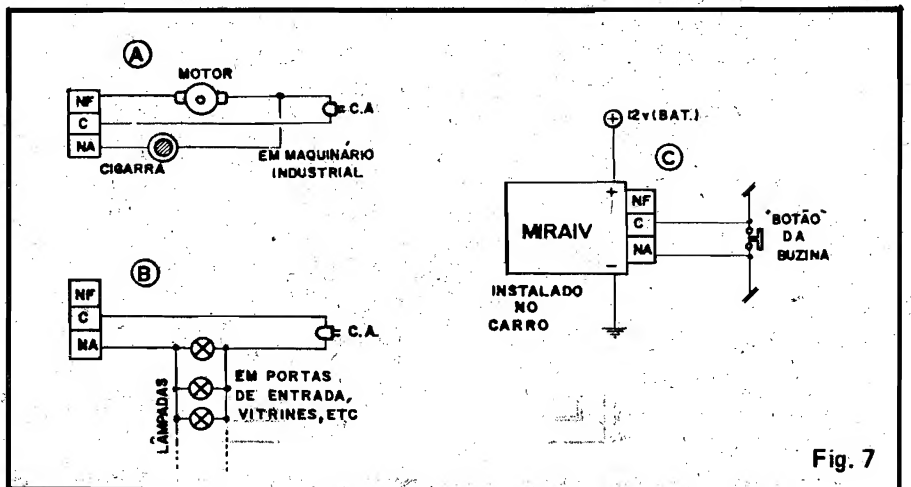 A
MOTOR
NF
C
NA
C.A
CIGARRA
EM MAQUINÁRIO
INDUSTRIAL
B
NF
C
NA
C.A.
LÂMPADAS
EM PORTAS
DE ENTRADA,
VITRINES, ETC
+ 12v (BAT.)
C
MIRAIV
+
-
NF
C
NA
"BOTÃO"
DA
BUZINA
INSTALADO
NO
CARRO
Fig. 7